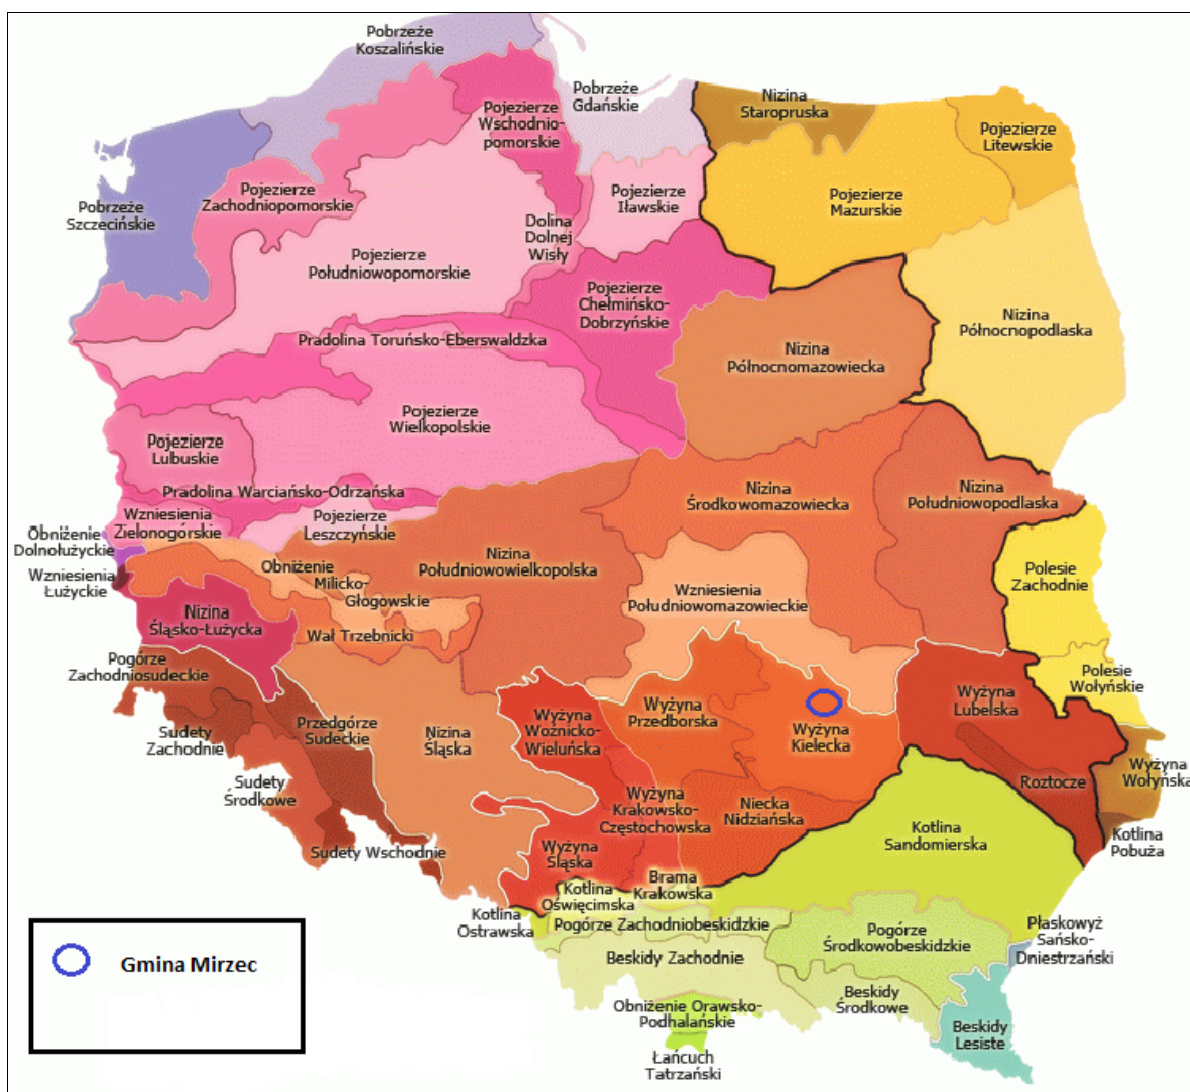 Pobrzeże
Koszalińskie
Pobrzeże
Gdańskie
Nizina
Staropruska
Pojezierze
Litewskie
Pojezierze
Wschodnio-
pomorskie
Pojezierze
Zachodniopomorskie
Pojezierze
Iławskie
Pojezierze
Mazurskie
Pobrzeże
Szczecińskie
Dolina
Dolnej
Wisły
Pojezierze
Południowopomorskie
Pojezierze
Chełmińsko-
Dobrzyńskie
Nizina
Północnopodlaska
Pradolina Toruńsko-Eberswaldzka
Nizina
Północnomazowiecka
Pojezierze
Wielkopolskie
Pojezierze
Lubuskie
Pradolina Warciańsko-Odrzańska
Nizina
Środkowomazowiecka
Nizina
Południowopodlaska
Wzniesienia
Zielonogórskie
Pojezierze
Leszczyńskie
Obniżenie
Dolnołużyckie
Wzniesienia
Łużyckie
Obniżenie
Milicko-
Głogowskie
Nizina
Południowowielkopolska
Polesie
Zachodnie
Wzniesienia
Południowomazowieckie
Nizina
Śląsko-Łużycka
Wał Trzebnicki
Pogórze
Zachodniosudeckie
Polesie
Wołyńskie
Wyżyna
Przedborska
Wyżyna
Lubelska
Sudety
Zachodnie
Przedgórze
Sudeckie
Nizina
Śląska
Wyżyna
Woźnicko-
Wieluńska
Wyżyna
Kielecka
Wyżyna
Wołyńska
Roztocze
Sudety
Środkowe
Wyżyna
Krakowsko-
Częstochowska
Niecka
Nidziańska
Kotlina
Sandomierska
Kotlina
Pobuża
Sudety Wschodnie
Wyżyna
Śląska
Brama
Krakowska
Kotlina
Oświęcimska
Kotlina
Ostrawska
Pogórze Zachodniobeskidzkie
Pogórze
Środkowobeskidzkie
Płaskowyż
Sańsko-
Dniestrzański
Beskidy Zachodnie
Beskidy
Środkowe
Obniżenie Orawsko-
Podhalańskie
Beskidy
Lesiste
Łańcuch
Tatrzański
Gmina Mirzec